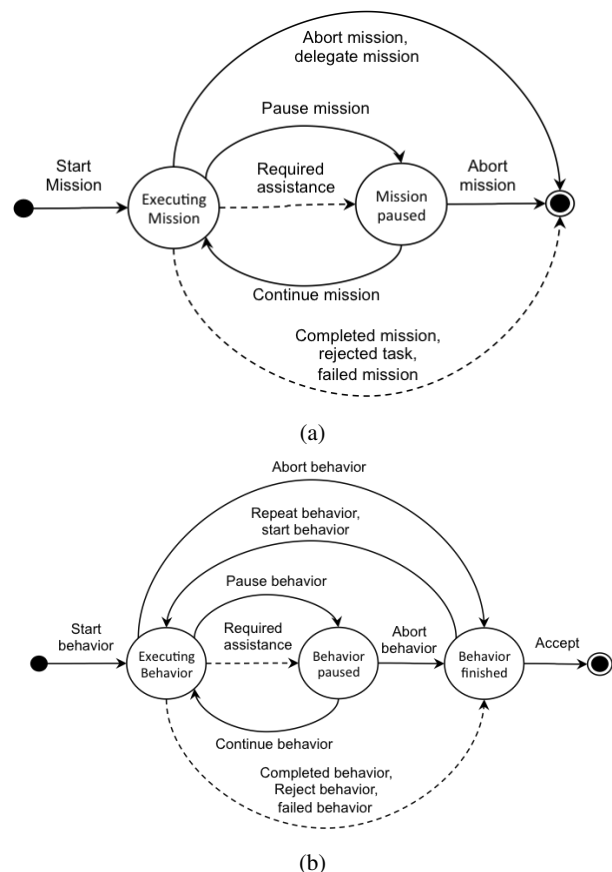 Abort mission,
delegate mission
Pause mission
Start
Mission
Required
assistance
Abort
mission
Executing
Mission
Mission
paused
Continue mission
Completed mission,
rejected task,
failed mission
(a)
Abort behavior
Repeat behavior,
start behavior
Pause behavior
Start
behavior
Required
assistance
Abort
behavior
Accept
Executing
Behavior
Behavior
paused
Behavior
finished
Continue behavior
Completed behavior,
Reject behavior,
failed behavior
(b)